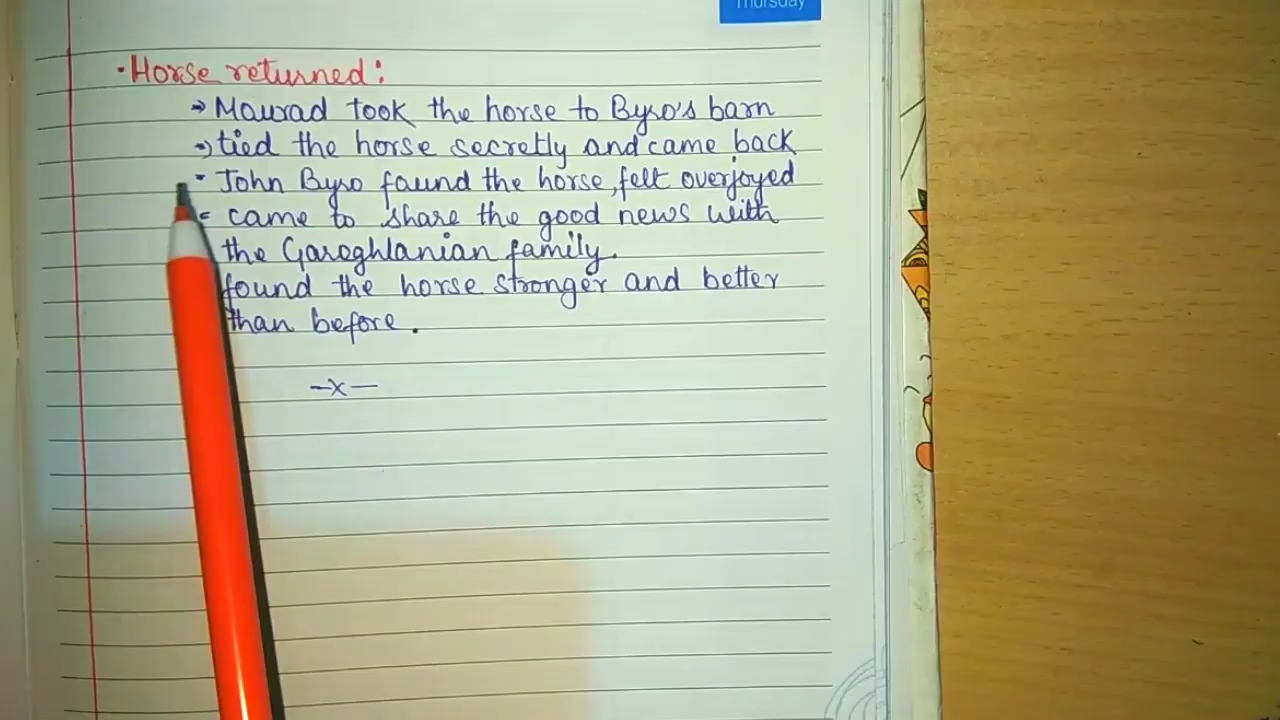 Thursday
• Horse returned:
→ Mourad took the horse to Byro's barn
→ tied the horse secretly and came back
John Byro found the horse, felt overjoyed
came to share the good news with
the Garoghlanian family.
found the horse stronger and better
than before.
—x—